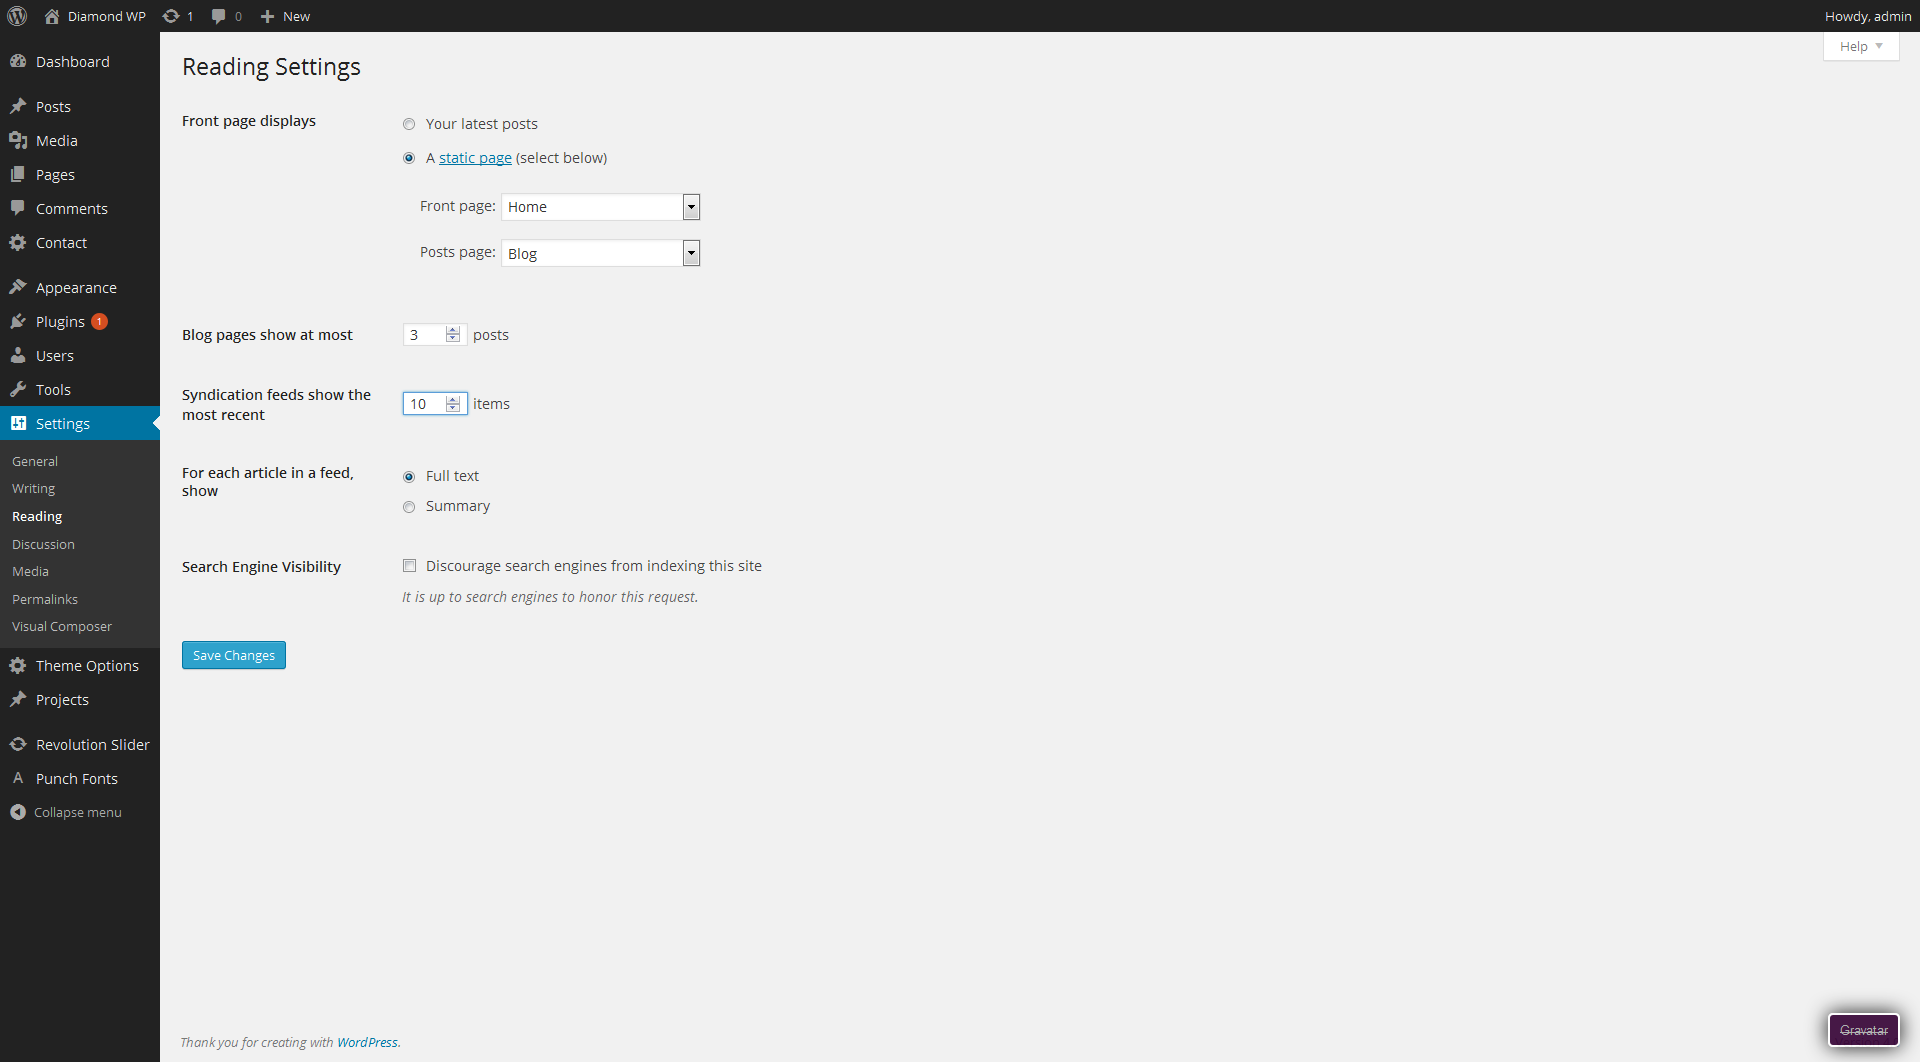 Diamond WP 1 0 New Howdy, admin
Help
Dashboard
Posts
Media
Pages
Comments
Contact
Appearance
Plugins 1
Users
Tools
Settings
General
Writing
Reading
Discussion
Media
Permalinks
Visual Composer
Theme Options
Projects
Revolution Slider
A Punch Fonts
Collapse menu
Reading Settings
Front page displays
Your latest posts
A static page (select below)
Front page: Home
Posts page: Blog
Blog pages show at most 3 posts
Syndication feeds show the
most recent
10 items
For each article in a feed,
show
Full text
Summary
Search Engine Visibility
Discourage search engines from indexing this site
It is up to search engines to honor this request.
Save Changes
Thank you for creating with WordPress.
Gravatar